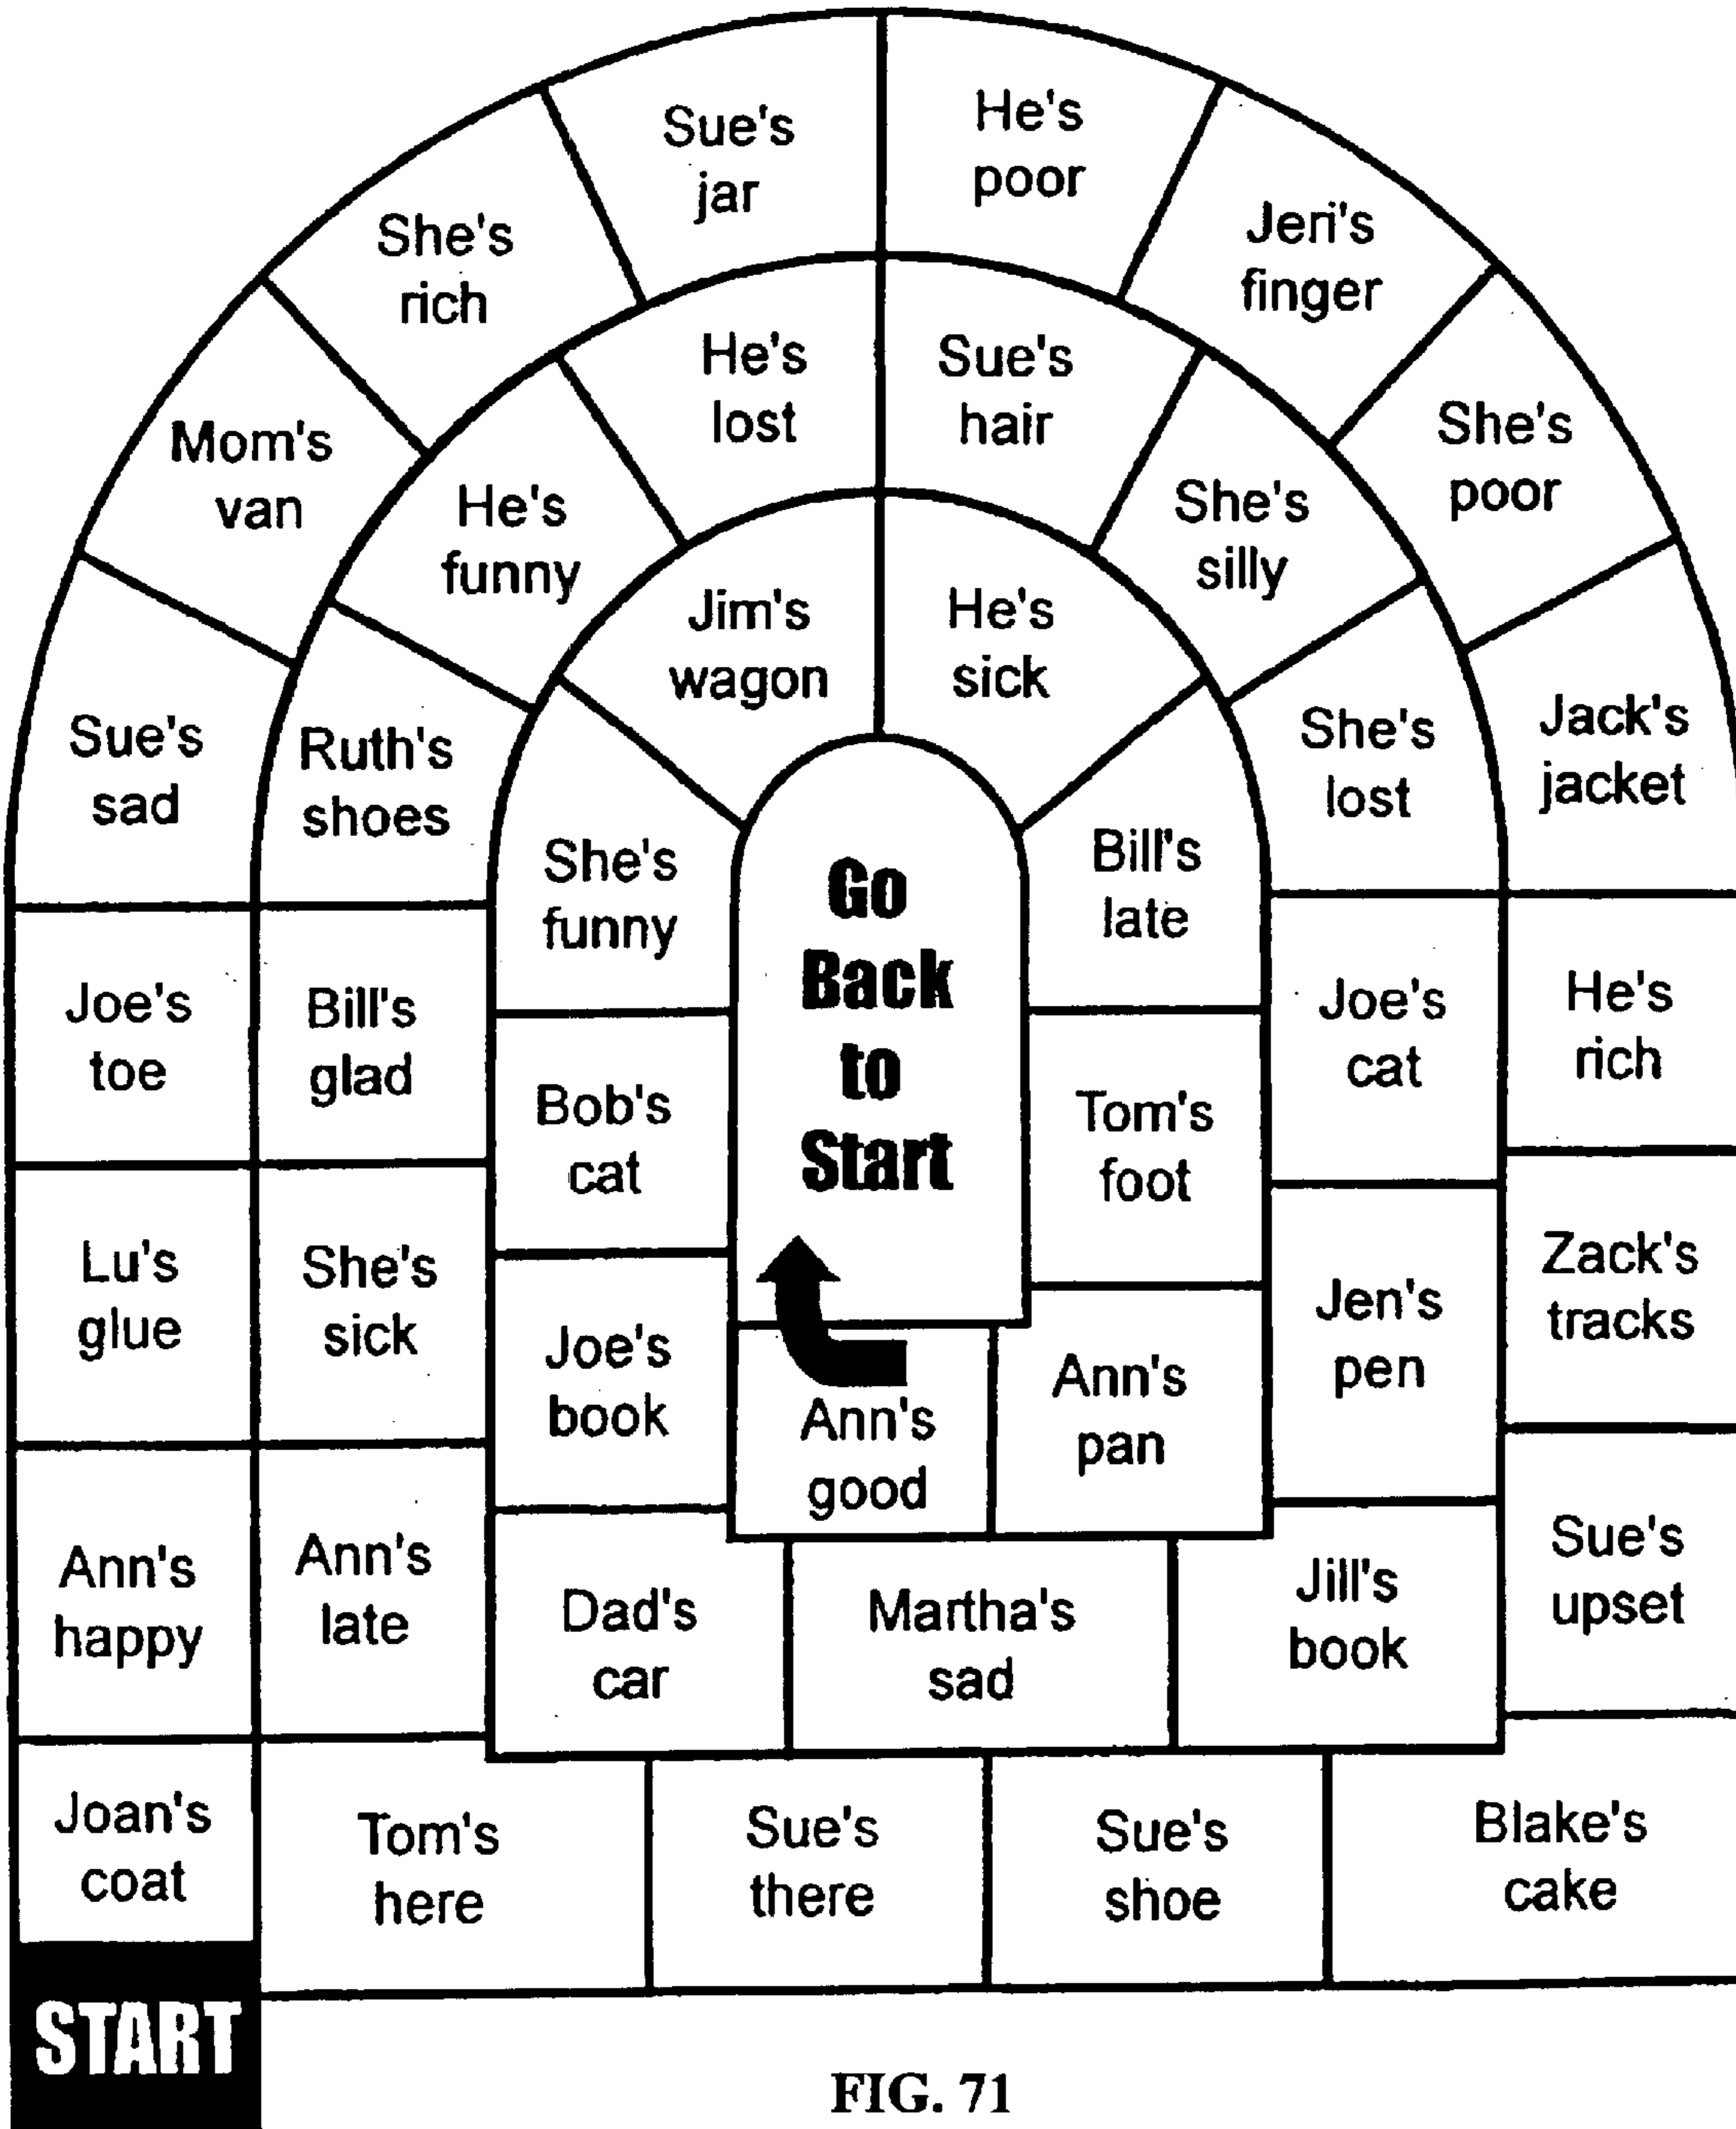 START
Joan's
coat
Ann's
happy
Lu's
glue
Joe's
toe
Sue's
sad
Mom's
van
She's
rich
Sue's
jar
He's
poor
Jeri's
finger
She's
poor
Jack's
jacket
He's
rich
Zack's
tracks
Sue's
upset
Blake's
cake
Sue's
shoe
Sue's
there
Tom's
here
Ann's
late
She's
sick
Bill's
glad
Ruth's
shoes
He's
funny
He's
lost
Sue's
hair
She's
silly
She's
lost
Joe's
cat
Jen's
pen
Jill's
book
Martha's
sad
Dad's
car
Joe's
book
Bob's
cat
She's
funny
Jim's
wagon
He's
sick
Bill's
late
Tom's
foot
Ann's
pan
Ann's
good
Go
Back
to
Start
FIG. 71